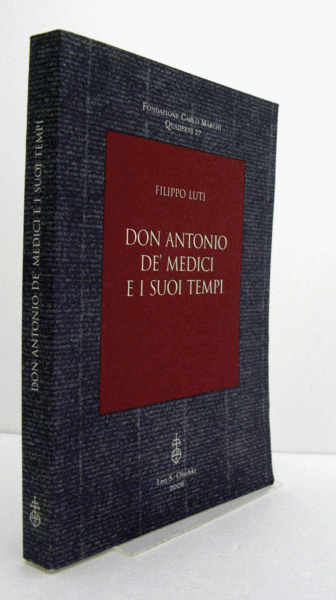 DON ANTONIO DE' MEDICI E I SUOI TEMPI
FONDAZIONE CARLO MARCHI
QUADERNI 27
FILIPPO LUTI
DON ANTONIO
DE' MEDICI
E I SUOI TEMPI
Leo S. Olschki
2006